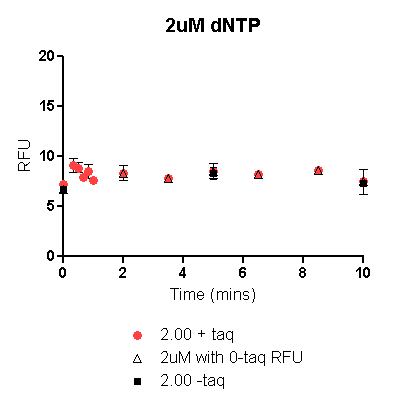 2uM dNTP
20
15
10
5
0
RFU
0 2 4 6 8 10
Time (mins)
2.00 + taq
2uM with 0-taq RFU
2.00 -taq